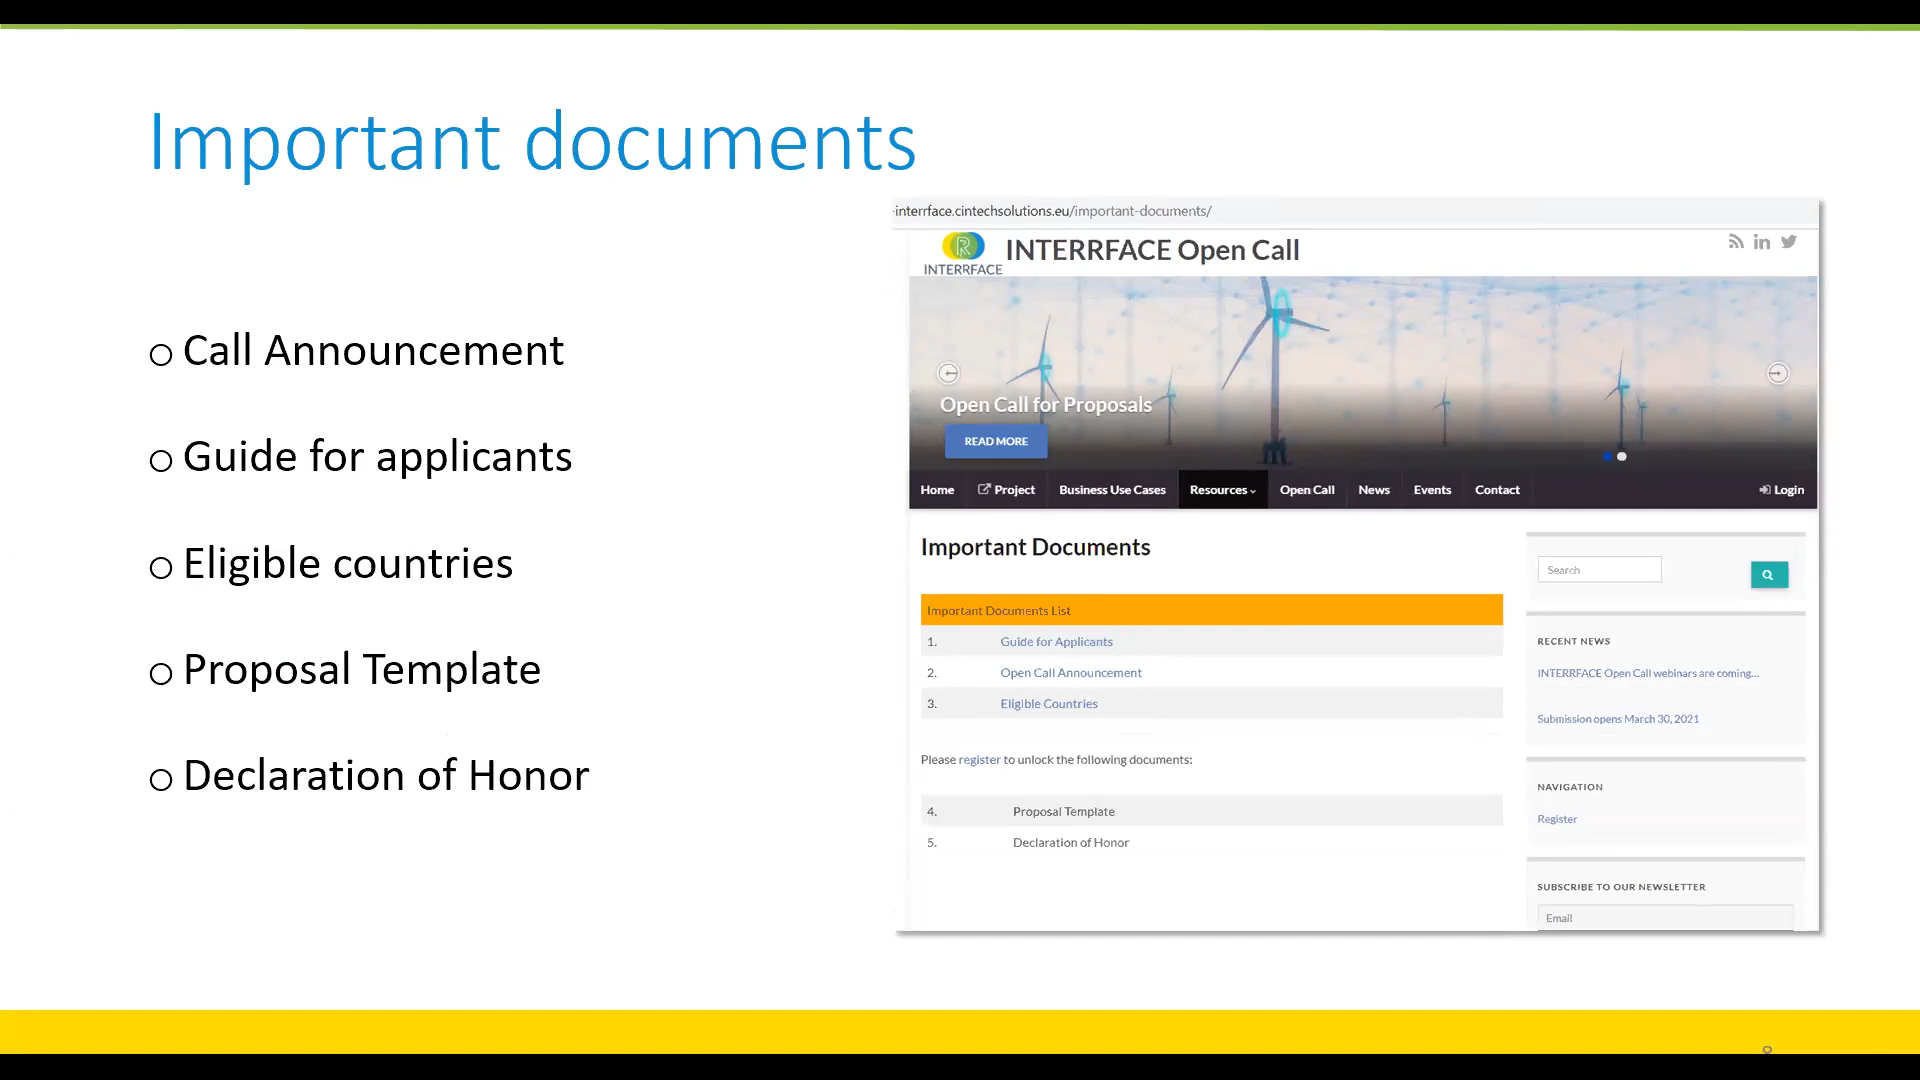 Important documents
o Call Announcement
o Guide for applicants
o Eligible countries
o Proposal Template
o Declaration of Honor
interrface.cintechsolutions.eu/important-documents/
INTERRFACE
INTERRFACE Open Call
Open Call for Proposals
READ MORE
Home Project Business Use Cases Resources Open Call News Events Contact Login
Important Documents
Important Documents List
1. Guide for Applicants
2. Open Call Announcement
3. Eligible Countries
Please register to unlock the following documents:
4. Proposal Template
5. Declaration of Honor
Search
RECENT NEWS
INTERRFACE Open Call webinars are coming...
Submission opens March 30, 2021
NAVIGATION
Register
SUBSCRIBE TO OUR NEWSLETTER
Email